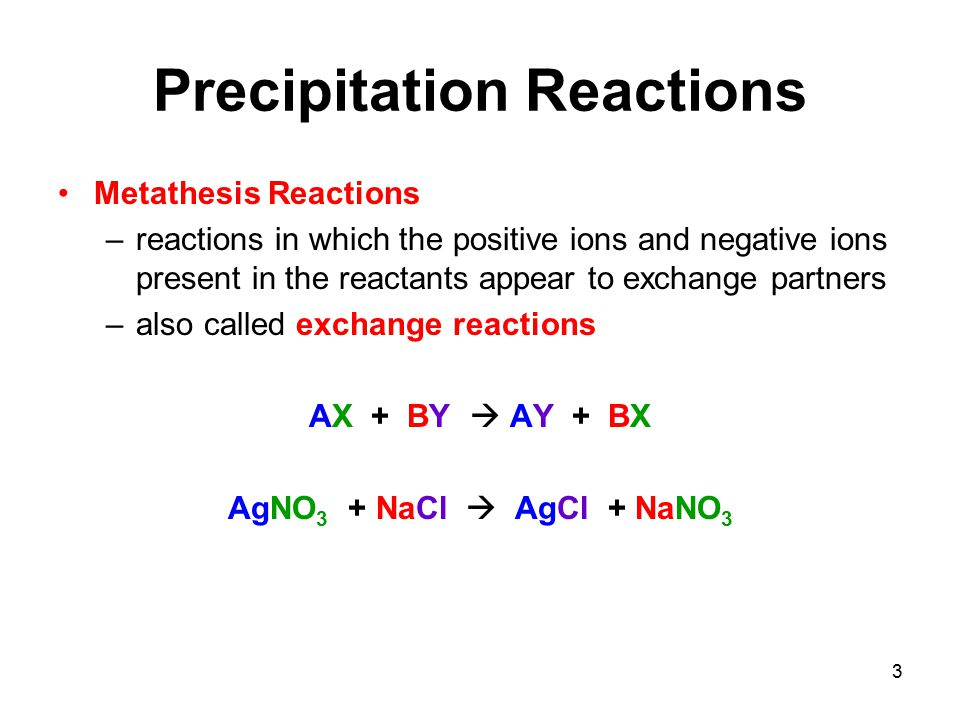 Precipitation Reactions
• Metathesis Reactions
– reactions in which the positive ions and negative ions
present in the reactants appear to exchange partners
– also called exchange reactions
AX + BY → AY + BX
AgNO₃ + NaCl → AgCl + NaNO₃
3